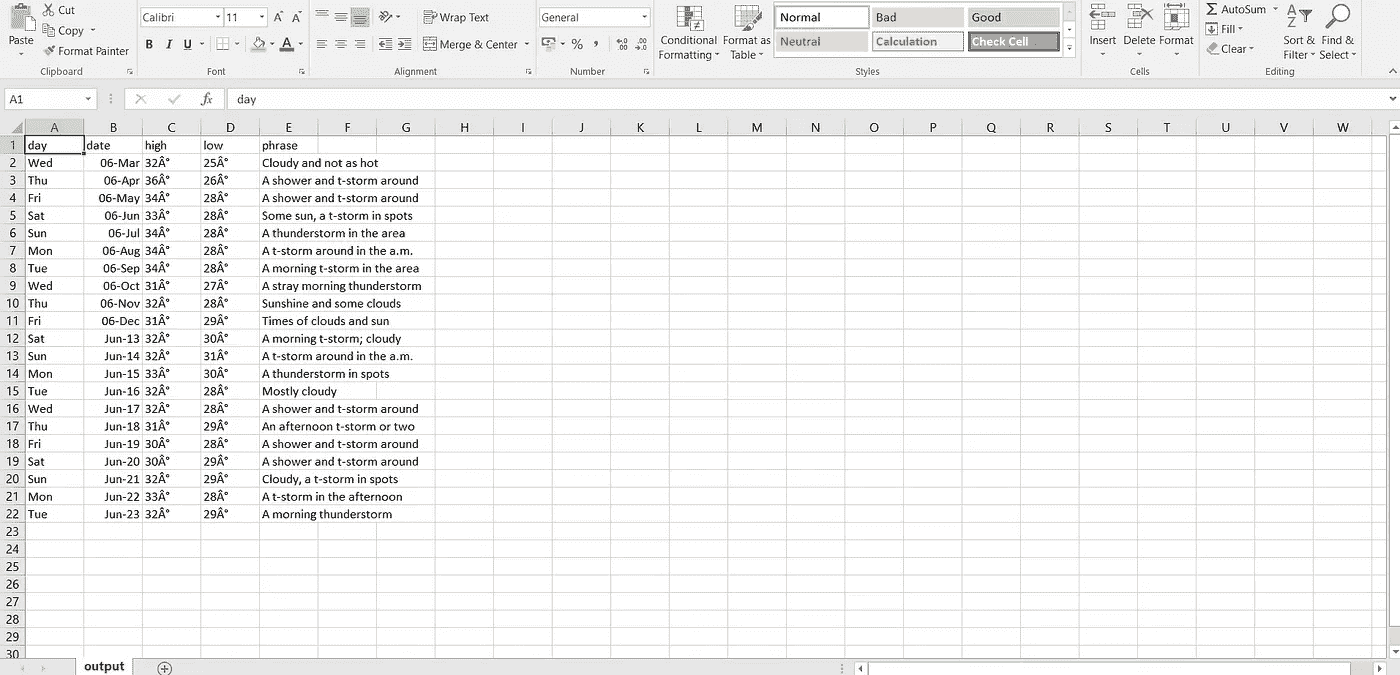 Cut
Copy
Format Painter
Paste
Clipboard
Calibri 11 A A
B I U A
Font
Wrap Text
Merge & Center
Alignment
General
% ,
Number
Conditional Formatting
Format as Table
Normal Bad Good
Neutral Calculation Check Cell
Styles
Insert Delete Format
Cells
AutoSum
Fill
Clear
Sort & Filter
Find & Select
Editing
A1 fx day
A B C D E F G H I J K L M N O P Q R S T U V W
1 day date high low phrase
2 Wed 06-Mar 32Â° 25Â° Cloudy and not as hot
3 Thu 06-Apr 36Â° 26Â° A shower and t-storm around
4 Fri 06-May 34Â° 28Â° A shower and t-storm around
5 Sat 06-Jun 33Â° 28Â° Some sun, a t-storm in spots
6 Sun 06-Jul 34Â° 28Â° A thunderstorm in the area
7 Mon 06-Aug 34Â° 28Â° A t-storm around in the a.m.
8 Tue 06-Sep 34Â° 28Â° A morning t-storm in the area
9 Wed 06-Oct 31Â° 27Â° A stray morning thunderstorm
10 Thu 06-Nov 32Â° 28Â° Sunshine and some clouds
11 Fri 06-Dec 31Â° 29Â° Times of clouds and sun
12 Sat Jun-13 32Â° 30Â° A morning t-storm; cloudy
13 Sun Jun-14 32Â° 31Â° A t-storm around in the a.m.
14 Mon Jun-15 33Â° 30Â° A thunderstorm in spots
15 Tue Jun-16 32Â° 28Â° Mostly cloudy
16 Wed Jun-17 32Â° 28Â° A shower and t-storm around
17 Thu Jun-18 31Â° 29Â° An afternoon t-storm or two
18 Fri Jun-19 30Â° 28Â° A shower and t-storm around
19 Sat Jun-20 30Â° 29Â° A shower and t-storm around
20 Sun Jun-21 32Â° 29Â° Cloudy, a t-storm in spots
21 Mon Jun-22 33Â° 28Â° A t-storm in the afternoon
22 Tue Jun-23 32Â° 29Â° A morning thunderstorm
23
24
25
26
27
28
29
30
output